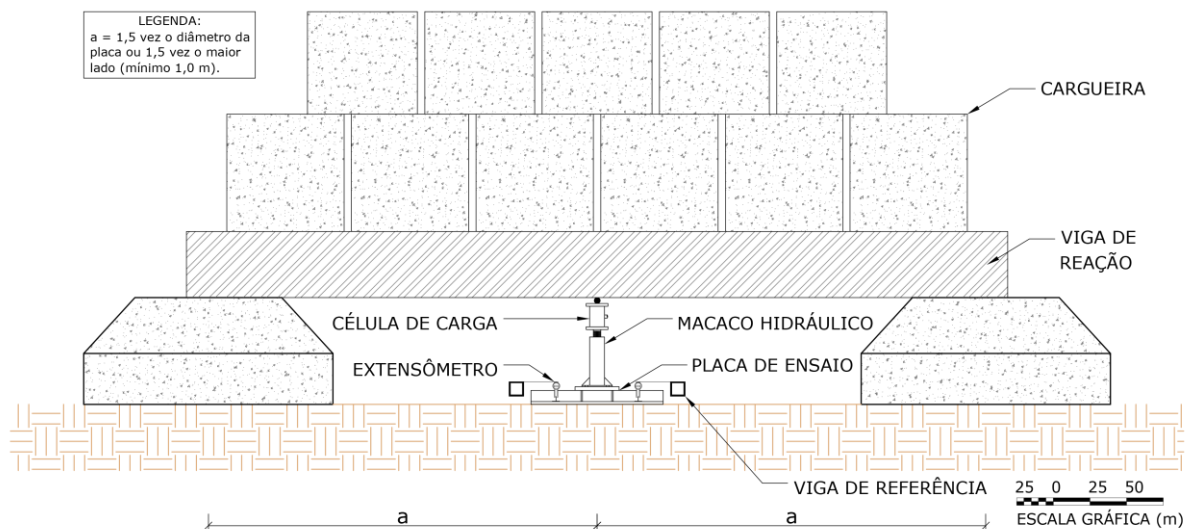 LEGENDA:
a = 1,5 vez o diâmetro da
placa ou 1,5 vez o maior
lado (mínimo 1,0 m).
CARGUEIRA
VIGA DE
REAÇÃO
CÉLULA DE CARGA
MACACO HIDRÁULICO
EXTENSÔMETRO
PLACA DE ENSAIO
VIGA DE REFERÊNCIA
25 0 25 50
ESCALA GRÁFICA (m)
a
a